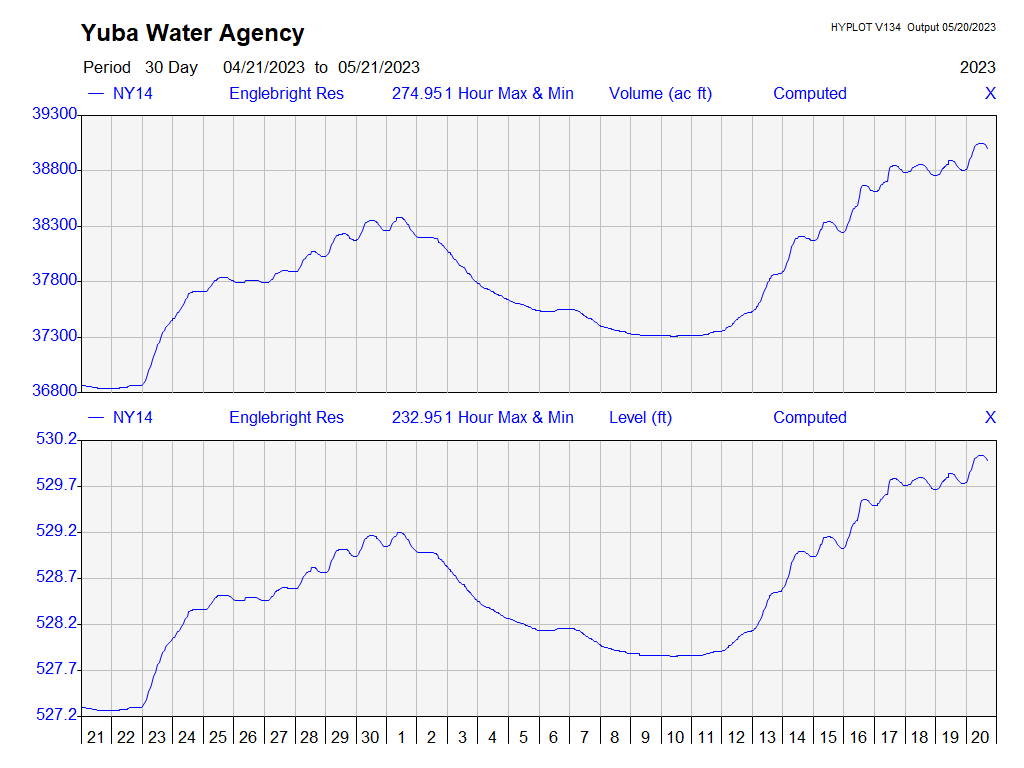 Yuba Water Agency
HYPLOT V134 Output 05/20/2023
Period 30 Day 04/21/2023 to 05/21/2023 2023
NY14 Englebright Res 274.951 Hour Max & Min Volume (ac ft) Computed X
39300
38800
38300
37800
37300
36800
NY14 Englebright Res 232.951 Hour Max & Min Level (ft) Computed X
530.2
529.7
529.2
528.7
528.2
527.7
527.2
21 22 23 24 25 26 27 28 29 30 1 2 3 4 5 6 7 8 9 10 11 12 13 14 15 16 17 18 19 20